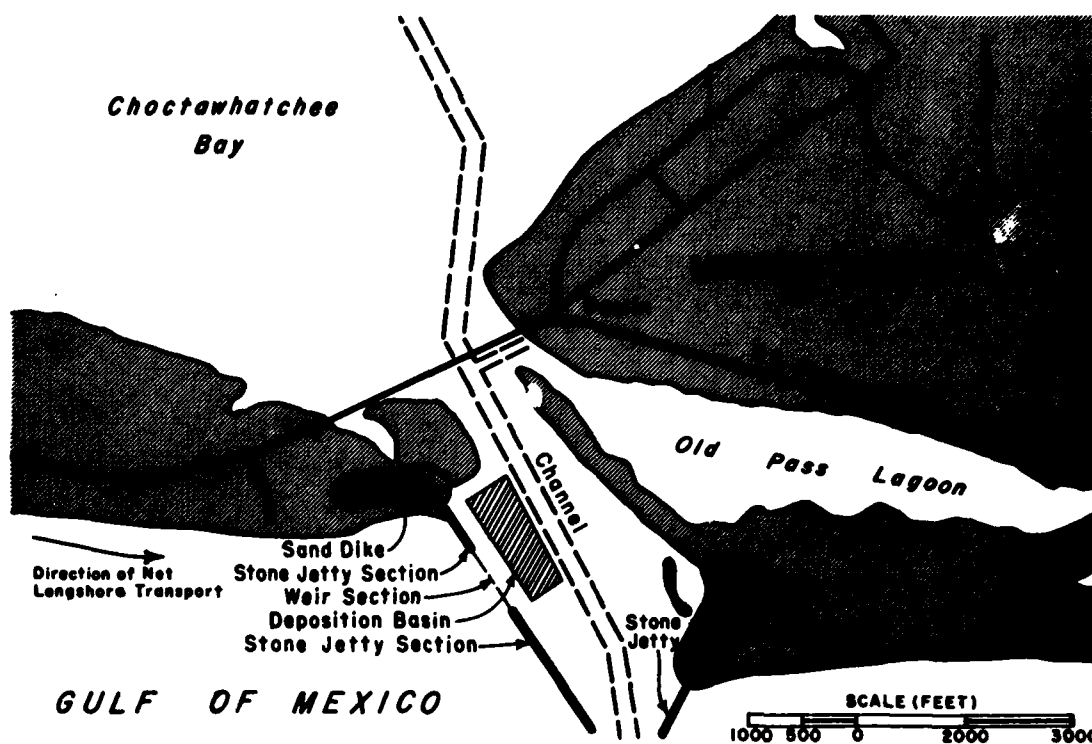 Choctawhatchee
Bay
Old Pass Lagoon
Channel
Sand Dike
Stone Jetty Section
Weir Section
Deposition Basin
Stone Jetty Section
Direction of Net
Longshore Transport
Stone
Jetty
GULF OF MEXICO
SCALE (FEET)
1000 500 0 2000 3000